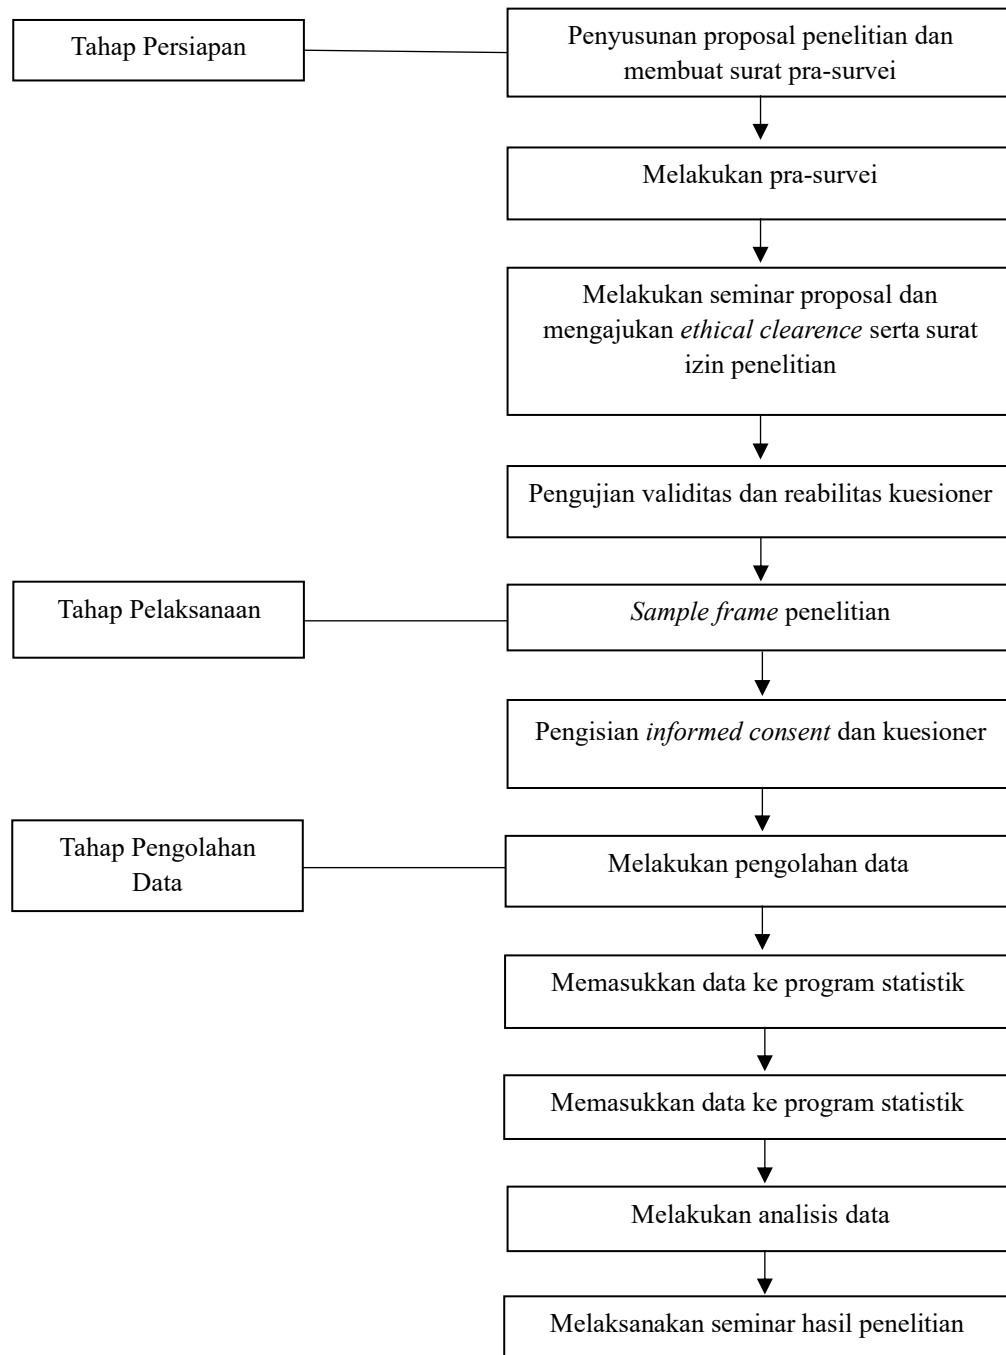 Tahap Persiapan
Penyusunan proposal penelitian dan
membuat surat pra-survei
Melakukan pra-survei
Melakukan seminar proposal dan
mengajukan ethical clearence serta surat
izin penelitian
Pengujian validitas dan reabilitas kuesioner
Tahap Pelaksanaan
Sample frame penelitian
Pengisian informed consent dan kuesioner
Tahap Pengolahan
Data
Melakukan pengolahan data
Memasukkan data ke program statistik
Memasukkan data ke program statistik
Melakukan analisis data
Melaksanakan seminar hasil penelitian